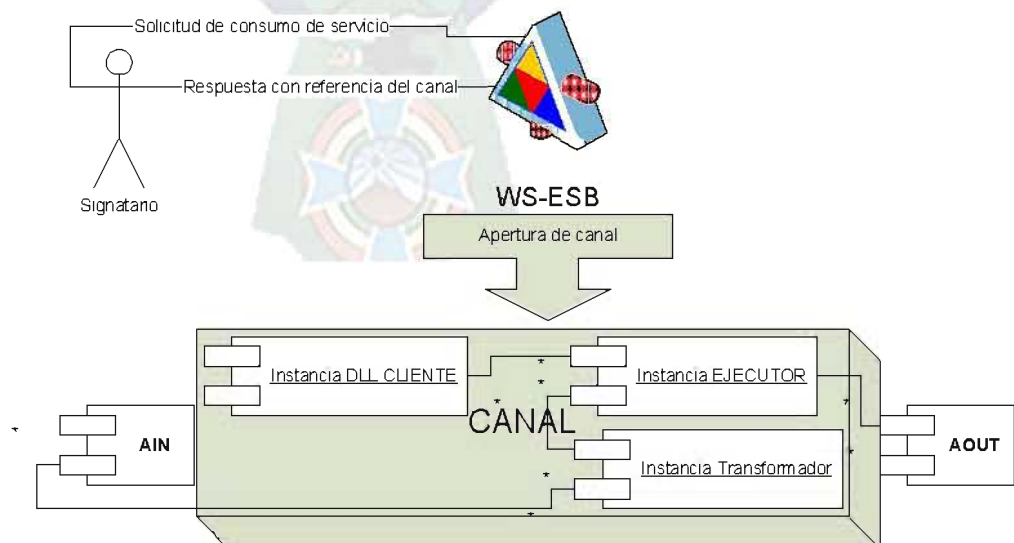 Solicitud de consumo de servicio
Respuesta con referencia del canal
Signatario
WS-ESB
Apertura de canal
Instancia DLL CLIENTE
Instancia EJECUTOR
CANAL
AIN
AOUT
Instancia Transformador